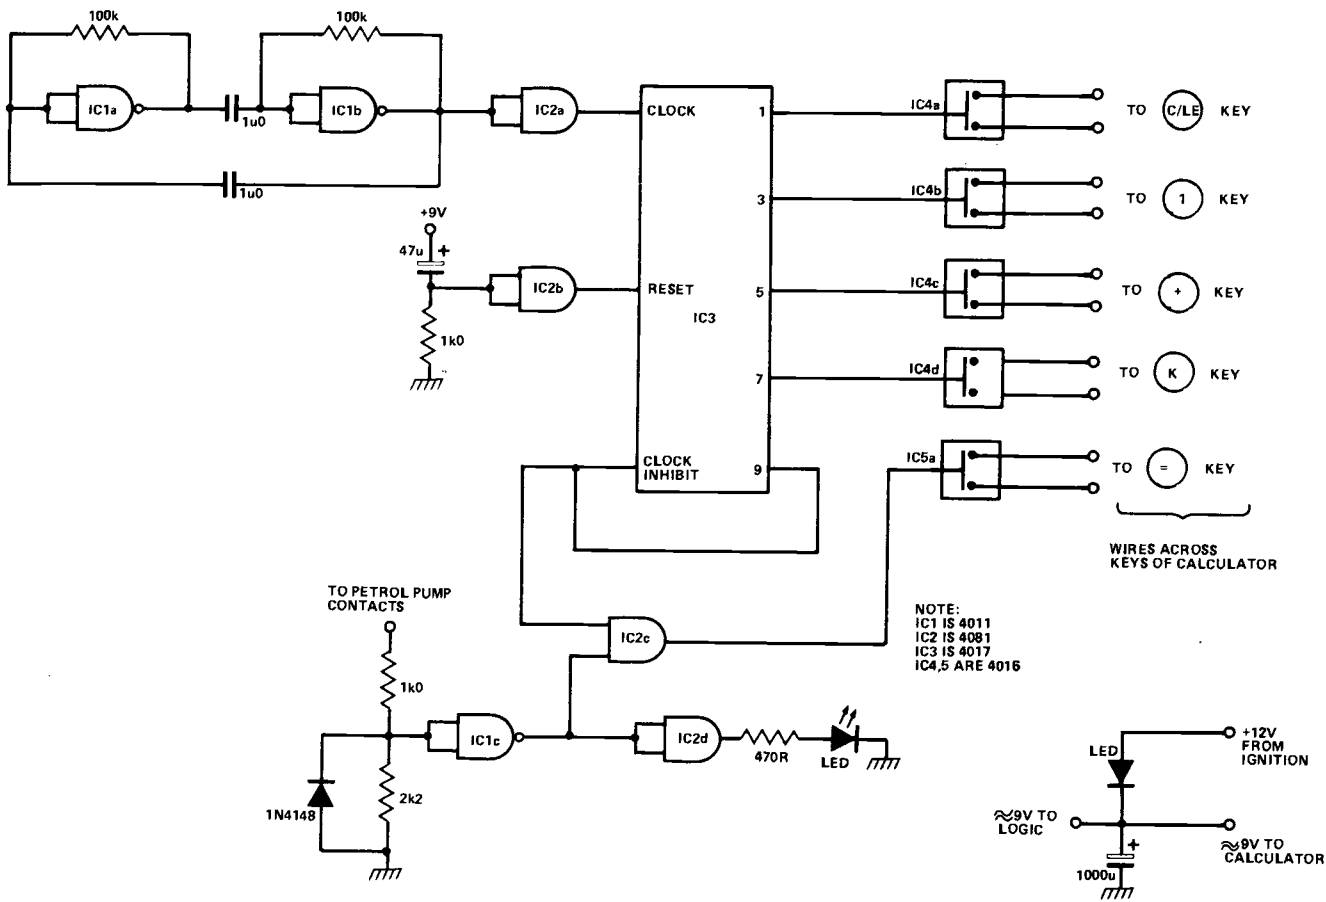 100k
100k
IC1a
1u0
IC1b
1u0
IC2a
CLOCK
1
IC4a
TO C/LE KEY
3
IC4b
TO 1 KEY
+9V
47u +
IC2b
1k0
RESET
IC3
5
IC4c
TO + KEY
7
IC4d
TO K KEY
CLOCK
INHIBIT
9
IC5a
TO = KEY
WIRES ACROSS
KEYS OF CALCULATOR
TO PETROL PUMP
CONTACTS
1k0
IC2c
NOTE:
IC1 IS 4011
IC2 IS 4081
IC3 IS 4017
IC4,5 ARE 4016
IC1c
IC2d
470R
LED
1N4148
2k2
LED
+12V
FROM
IGNITION
≈9V TO
LOGIC
+
1000u
≈9V TO
CALCULATOR